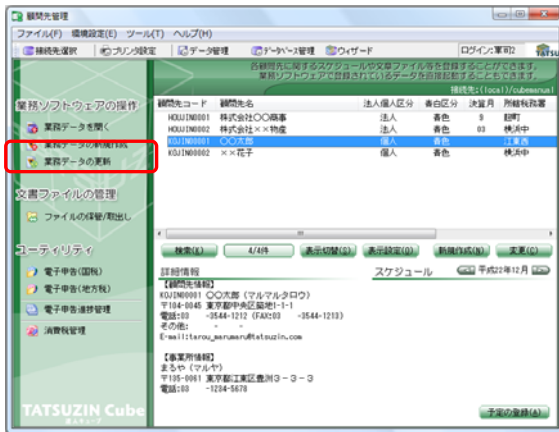 顧問先管理
ファイル(F) 環境設定(E) ツール(T) ヘルプ(H)
接続先選択 プリンタ設定 データ管理 データベース管理 ウィザード ログイン:軍司2 TATSU
各顧問先に関するスケジュールや文章ファイル等を登録することができます。
業務ソフトウェアで登録されているデータを直接起動することもできます。
接続先:(local)/cubemanual
業務ソフトウェアの操作
業務データを開く
業務データの新規作成
業務データの更新
文書ファイルの管理
ファイルの保管/取出し
ユーティリティ
電子申告(国税)
電子申告(地方税)
電子申告進捗管理
消費税管理
TATSUZIN Cube
達人キューブ
顧問先コード 顧問先名 法人個人区分 青白区分 決算月 所轄税務署
HOUJIN0001 株式会社〇〇商事 法人 青色 9 麹町
HOUJIN0002 株式会社××物産 法人 青色 03 横浜中
KOJIN00001 〇〇太郎 個人 青色 江東西
KOJIN00002 ××花子 個人 青色 横浜中
検索(K) 4/4件 表示切替(G) 表示設定(O) 新規作成(N) 変更(C)
詳細情報 スケジュール 平成22年12月
【顧問先情報】
KOJIN00001 〇〇太郎 (マルマルタロウ)
〒104-0045 東京都中央区築地1-1-1
電話:03 -3544-1212 (FAX:03 -3544-1213)
その他: - -
E-mail:tarou_marumaru@tatsuzin.com
【事業所情報】
まるや (マルヤ)
〒135-0061 東京都江東区豊洲3-3-3
電話:03 -1234-5678
予定の登録(A)